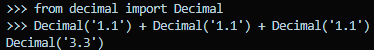 >>> from decimal import Decimal
>>> Decimal('1.1') + Decimal('1.1') + Decimal('1.1')
Decimal('3.3')